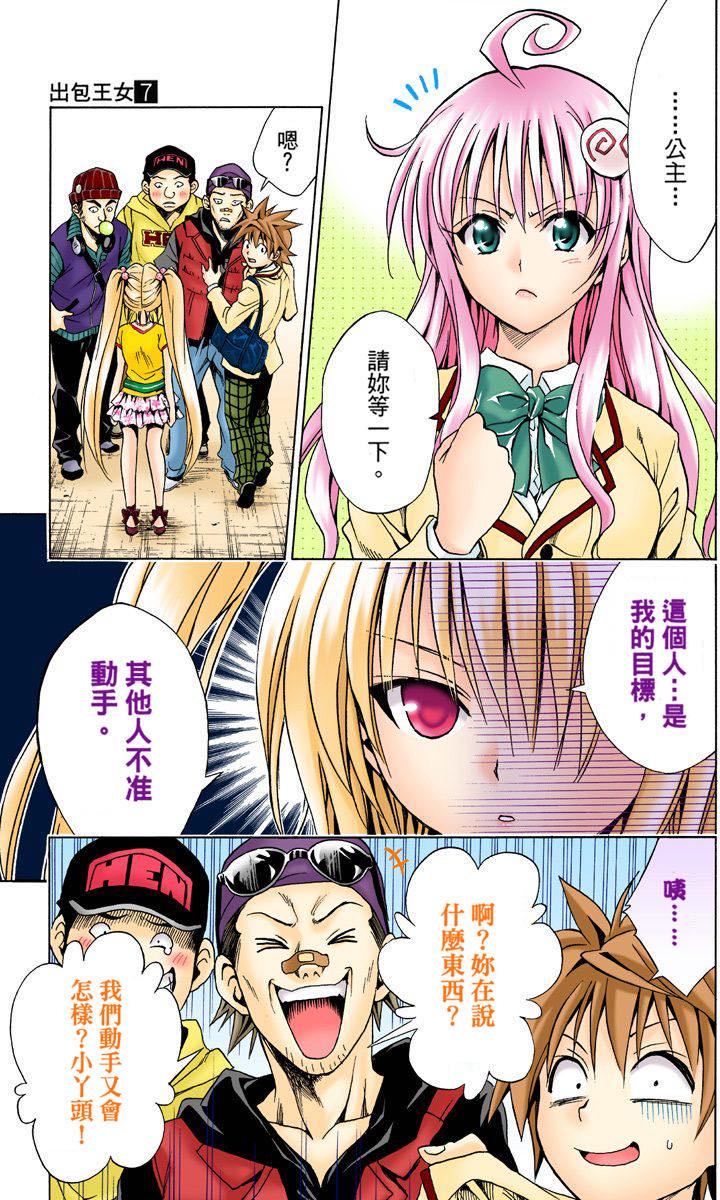 出包王女7
……公主…
請妳等一下。
嗯？
HEN
HE
這個人…是
我的目標，
其他人不准
動手。
咦……
啊？妳在說
什麼東西？
HEN
我們動手又會
怎樣？小丫頭！